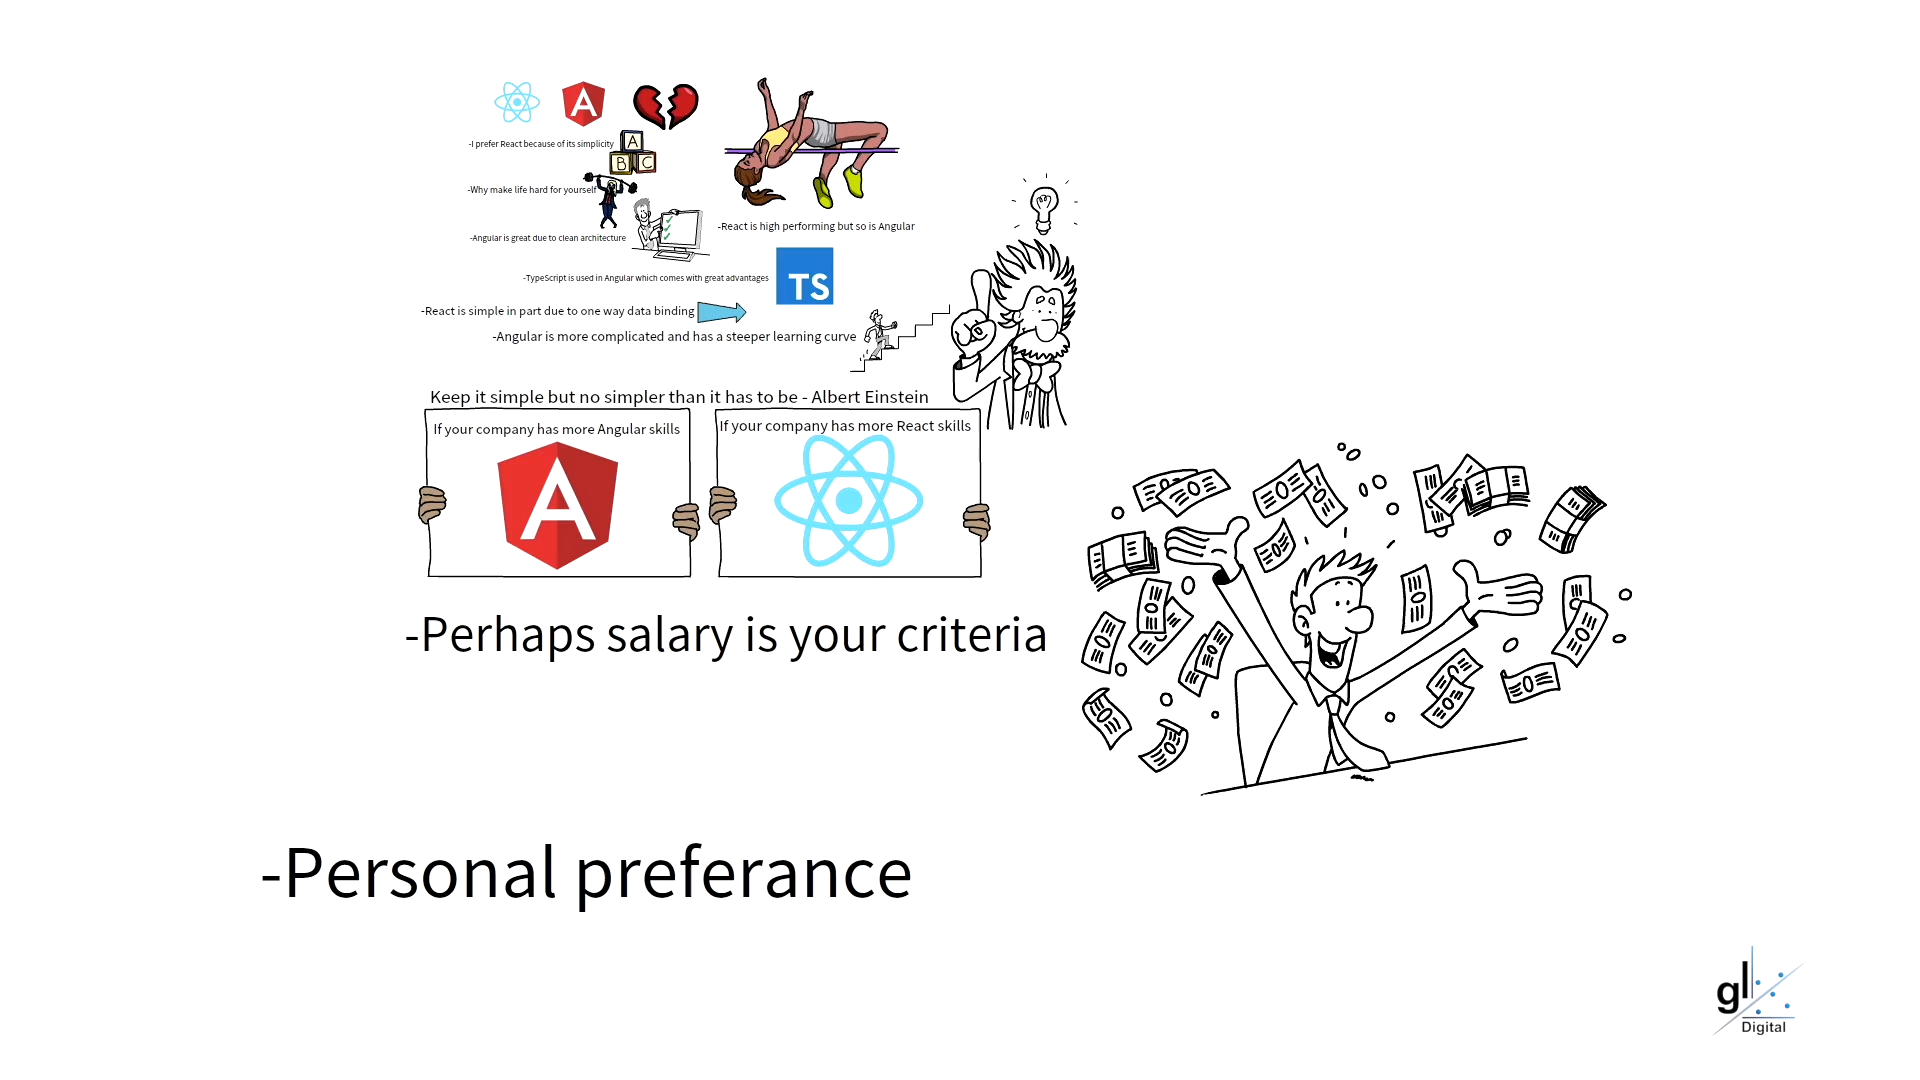 -I prefer React because of its simplicity
A
B C
-Why make life hard for yourself
-Angular is great due to clean architecture
-React is high performing but so is Angular
-TypeScript is used in Angular which comes with great advantages
TS
-React is simple in part due to one way data binding
-Angular is more complicated and has a steeper learning curve
Keep it simple but no simpler than it has to be - Albert Einstein
If your company has more Angular skills
A
If your company has more React skills
-Perhaps salary is your criteria
-Personal preferance
gl
Digital